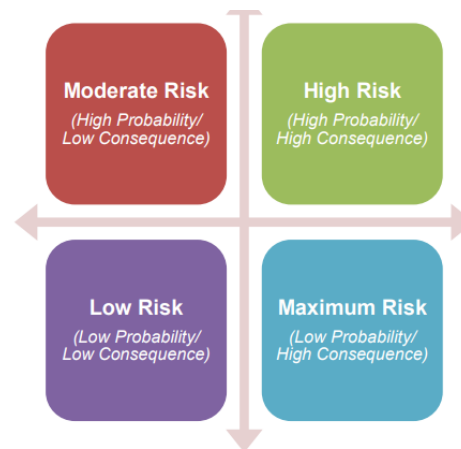 Moderate Risk
(High Probability/
Low Consequence)
High Risk
(High Probability/
High Consequence)
Low Risk
(Low Probability/
Low Consequence)
Maximum Risk
(Low Probability/
High Consequence)